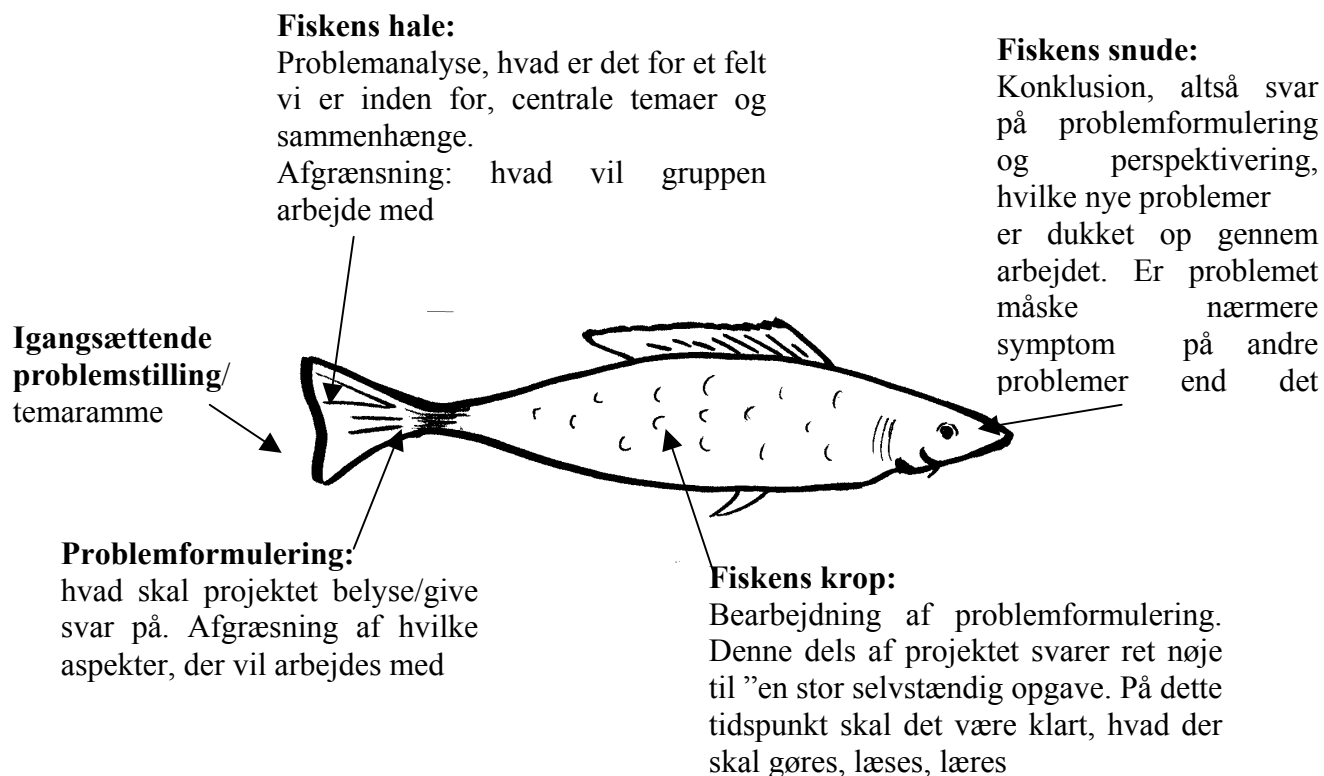 Fiskens hale:
Problemanalyse, hvad er det for et felt
vi er inden for, centrale temaer og
sammenhænge.
Afgrænsning: hvad vil gruppen
arbejde med
Fiskens snude:
Konklusion, altså svar
på problemformulering
og perspektivering,
hvilke nye problemer
er dukket op gennem
arbejdet. Er problemet
måske nærmere
symptom på andre
problemer end det
Igangsættende
problemstilling/
temaramme
Problemformulering:
hvad skal projektet belyse/give
svar på. Afgræsning af hvilke
aspekter, der vil arbejdes med
Fiskens krop:
Bearbejdning af problemformulering.
Denne dels af projektet svarer ret nøje
til ”en stor selvstændig opgave. På dette
tidspunkt skal det være klart, hvad der
skal gøres, læses, læres